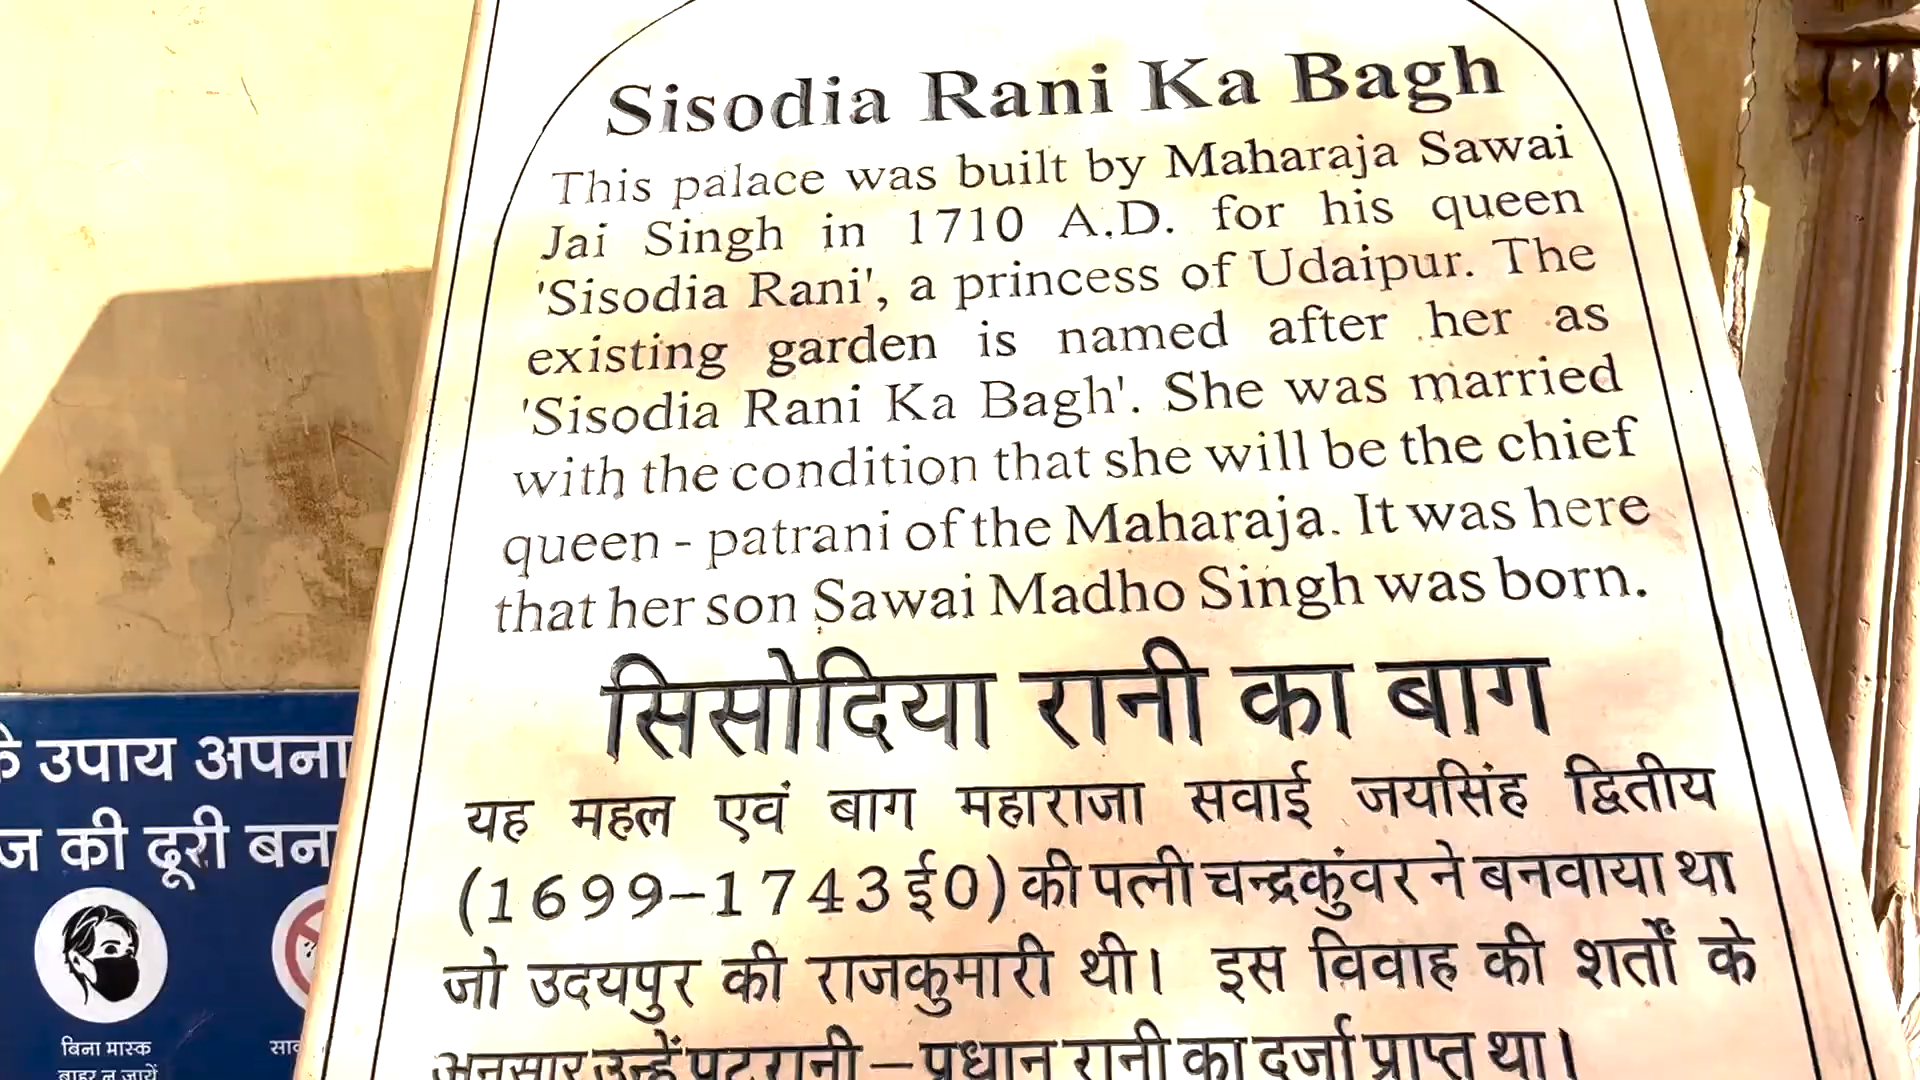 Sisodia Rani Ka Bagh
This palace was built by Maharaja Sawai
Jai Singh in 1710 A.D. for his queen
'Sisodia Rani', a princess of Udaipur. The
existing garden is named after her as
'Sisodia Rani Ka Bagh'. She was married
with the condition that she will be the chief
queen - patrani of the Maharaja. It was here
that her son Sawai Madho Singh was born.
सिसोदिया रानी का बाग
यह महल एवं बाग महाराजा सवाई जयसिंह द्वितीय
(1699-1743ई0) की पत्नी चन्द्रकुंवर ने बनवाया था
जो उदयपुर की राजकुमारी थी। इस विवाह की शर्तों के
अनुसार उन्हें पटरानी – प्रधान रानी का दर्जा प्राप्त था।
उपाय अपना
की दूरी बन
बिना मास्क
बाहर न जायें